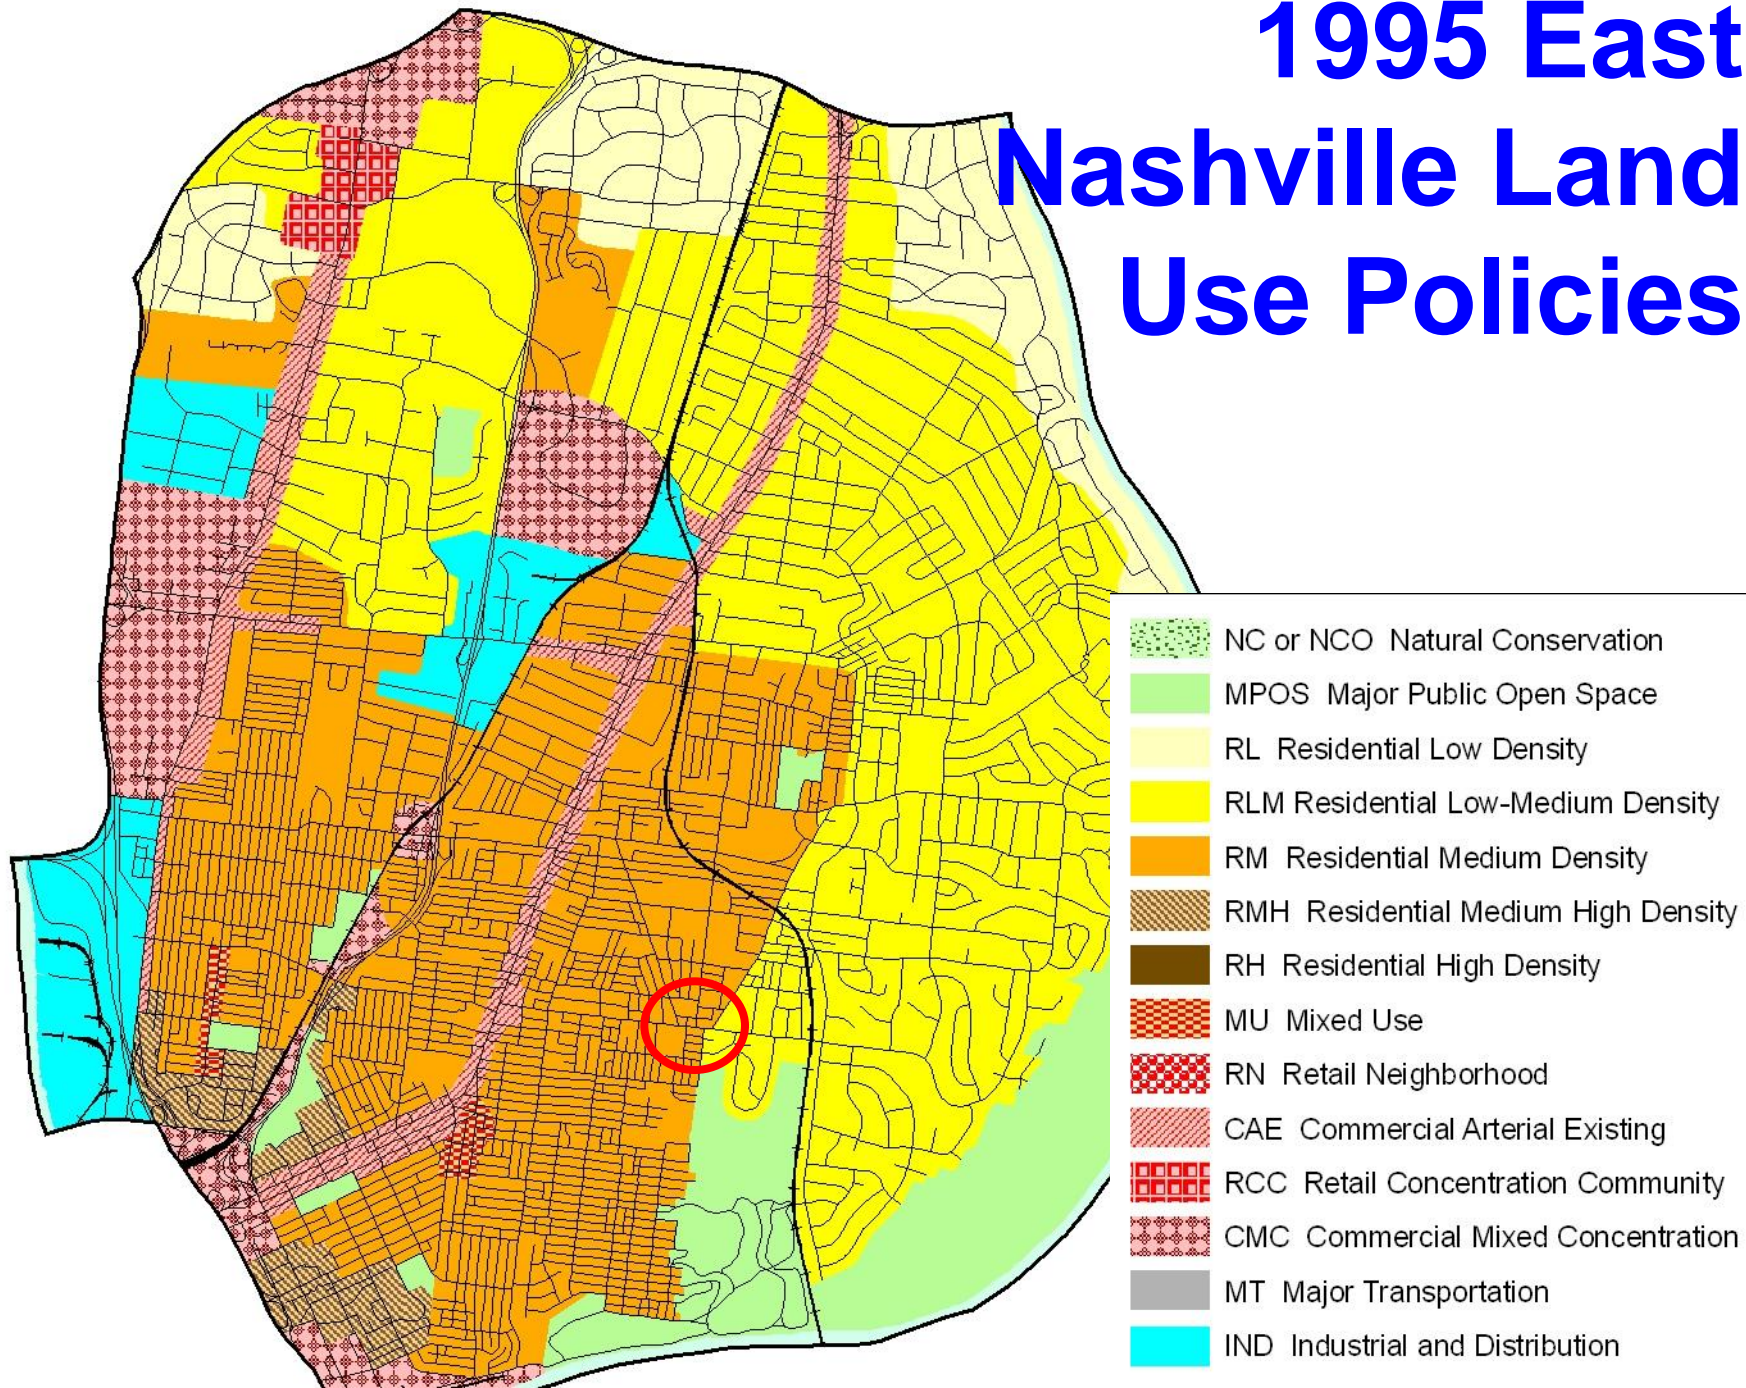 1995 East
Nashville Land
Use Policies
NC or NCO Natural Conservation
MPOS Major Public Open Space
RL Residential Low Density
RLM Residential Low-Medium Density
RM Residential Medium Density
RMH Residential Medium High Density
RH Residential High Density
MU Mixed Use
RN Retail Neighborhood
CAE Commercial Arterial Existing
RCC Retail Concentration Community
CMC Commercial Mixed Concentration
MT Major Transportation
IND Industrial and Distribution